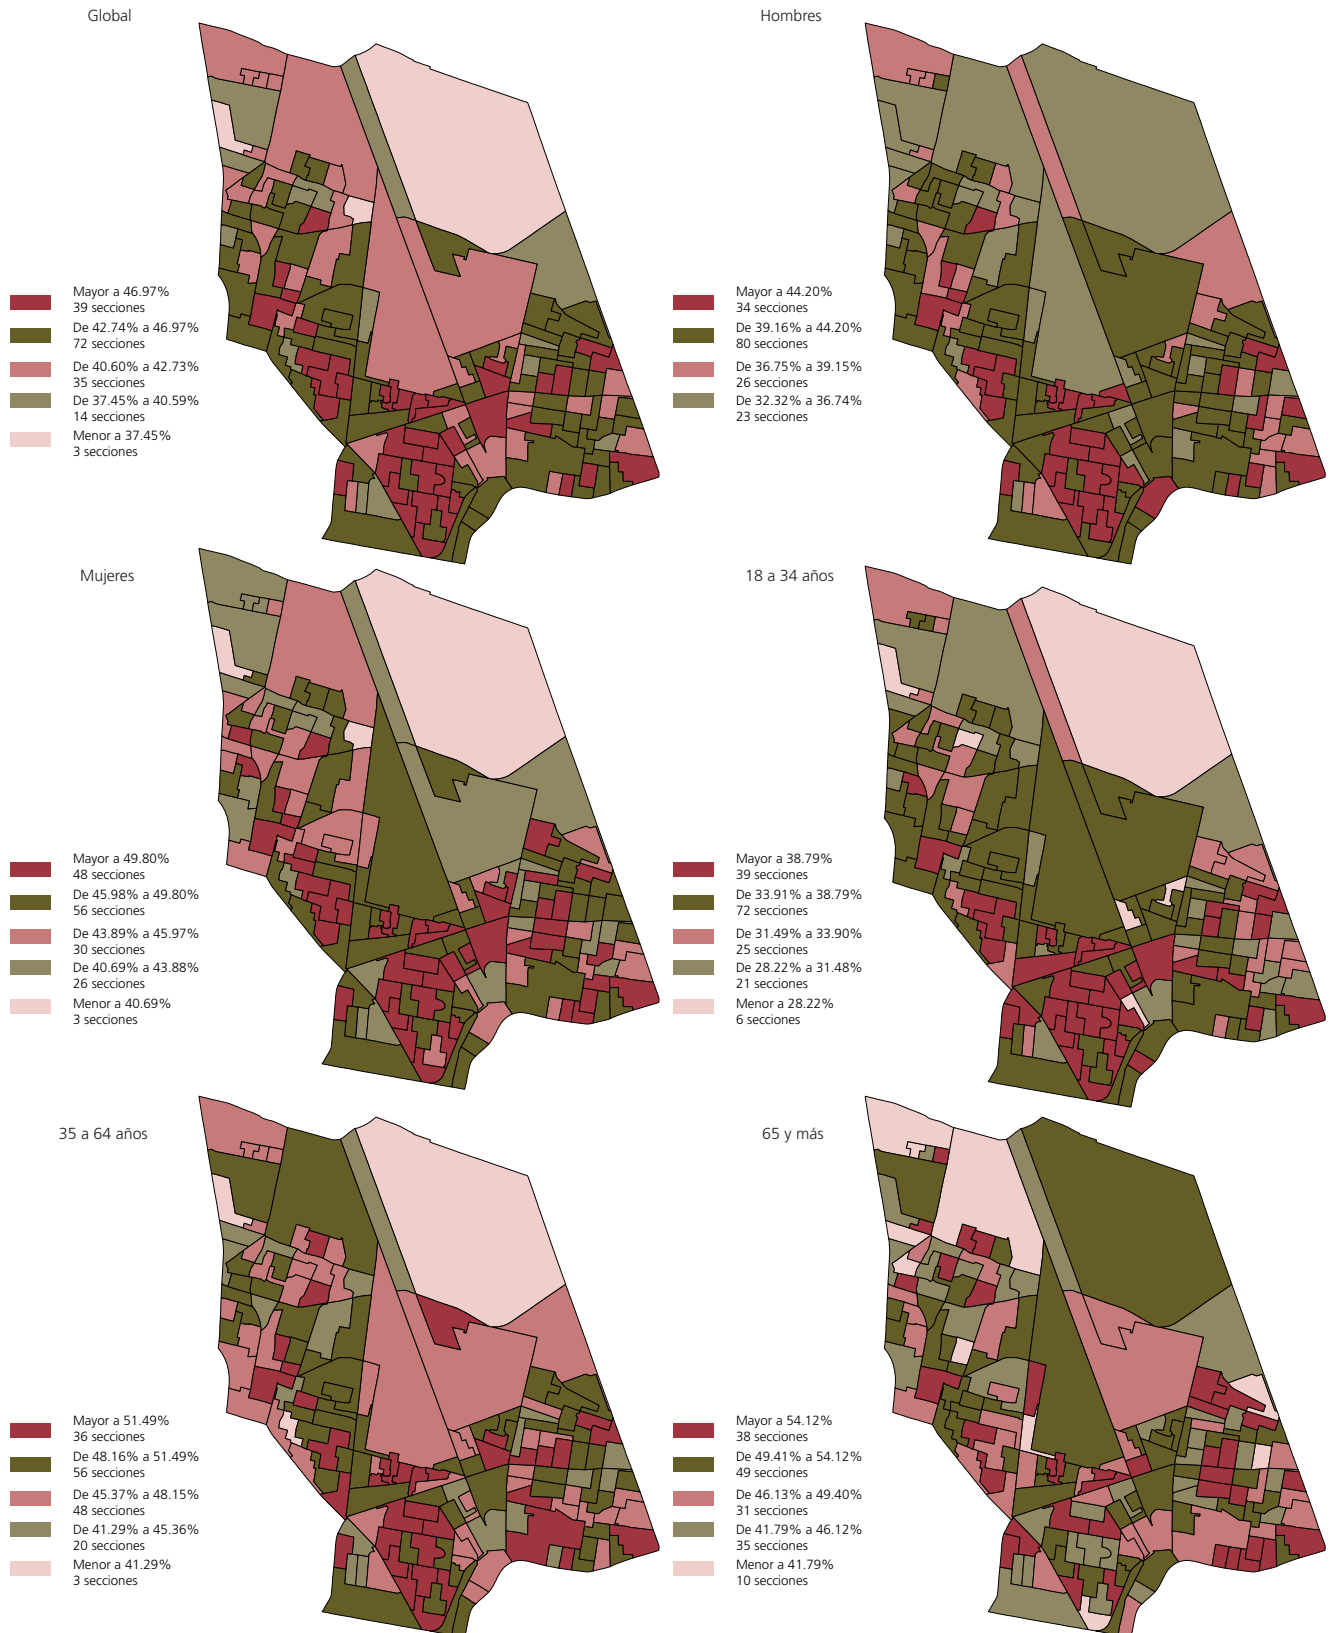 Global
Mayor a 46.97%
39 secciones
De 42.74% a 46.97%
72 secciones
De 40.60% a 42.73%
35 secciones
De 37.45% a 40.59%
14 secciones
Menor a 37.45%
3 secciones
Hombres
Mayor a 44.20%
34 secciones
De 39.16% a 44.20%
80 secciones
De 36.75% a 39.15%
26 secciones
De 32.32% a 36.74%
23 secciones
Mujeres
Mayor a 49.80%
48 secciones
De 45.98% a 49.80%
56 secciones
De 43.89% a 45.97%
30 secciones
De 40.69% a 43.88%
26 secciones
Menor a 40.69%
3 secciones
18 a 34 años
Mayor a 38.79%
39 secciones
De 33.91% a 38.79%
72 secciones
De 31.49% a 33.90%
25 secciones
De 28.22% a 31.48%
21 secciones
Menor a 28.22%
6 secciones
35 a 64 años
Mayor a 51.49%
36 secciones
De 48.16% a 51.49%
56 secciones
De 45.37% a 48.15%
48 secciones
De 41.29% a 45.36%
20 secciones
Menor a 41.29%
3 secciones
65 y más
Mayor a 54.12%
38 secciones
De 49.41% a 54.12%
49 secciones
De 46.13% a 49.40%
31 secciones
De 41.79% a 46.12%
35 secciones
Menor a 41.79%
10 secciones